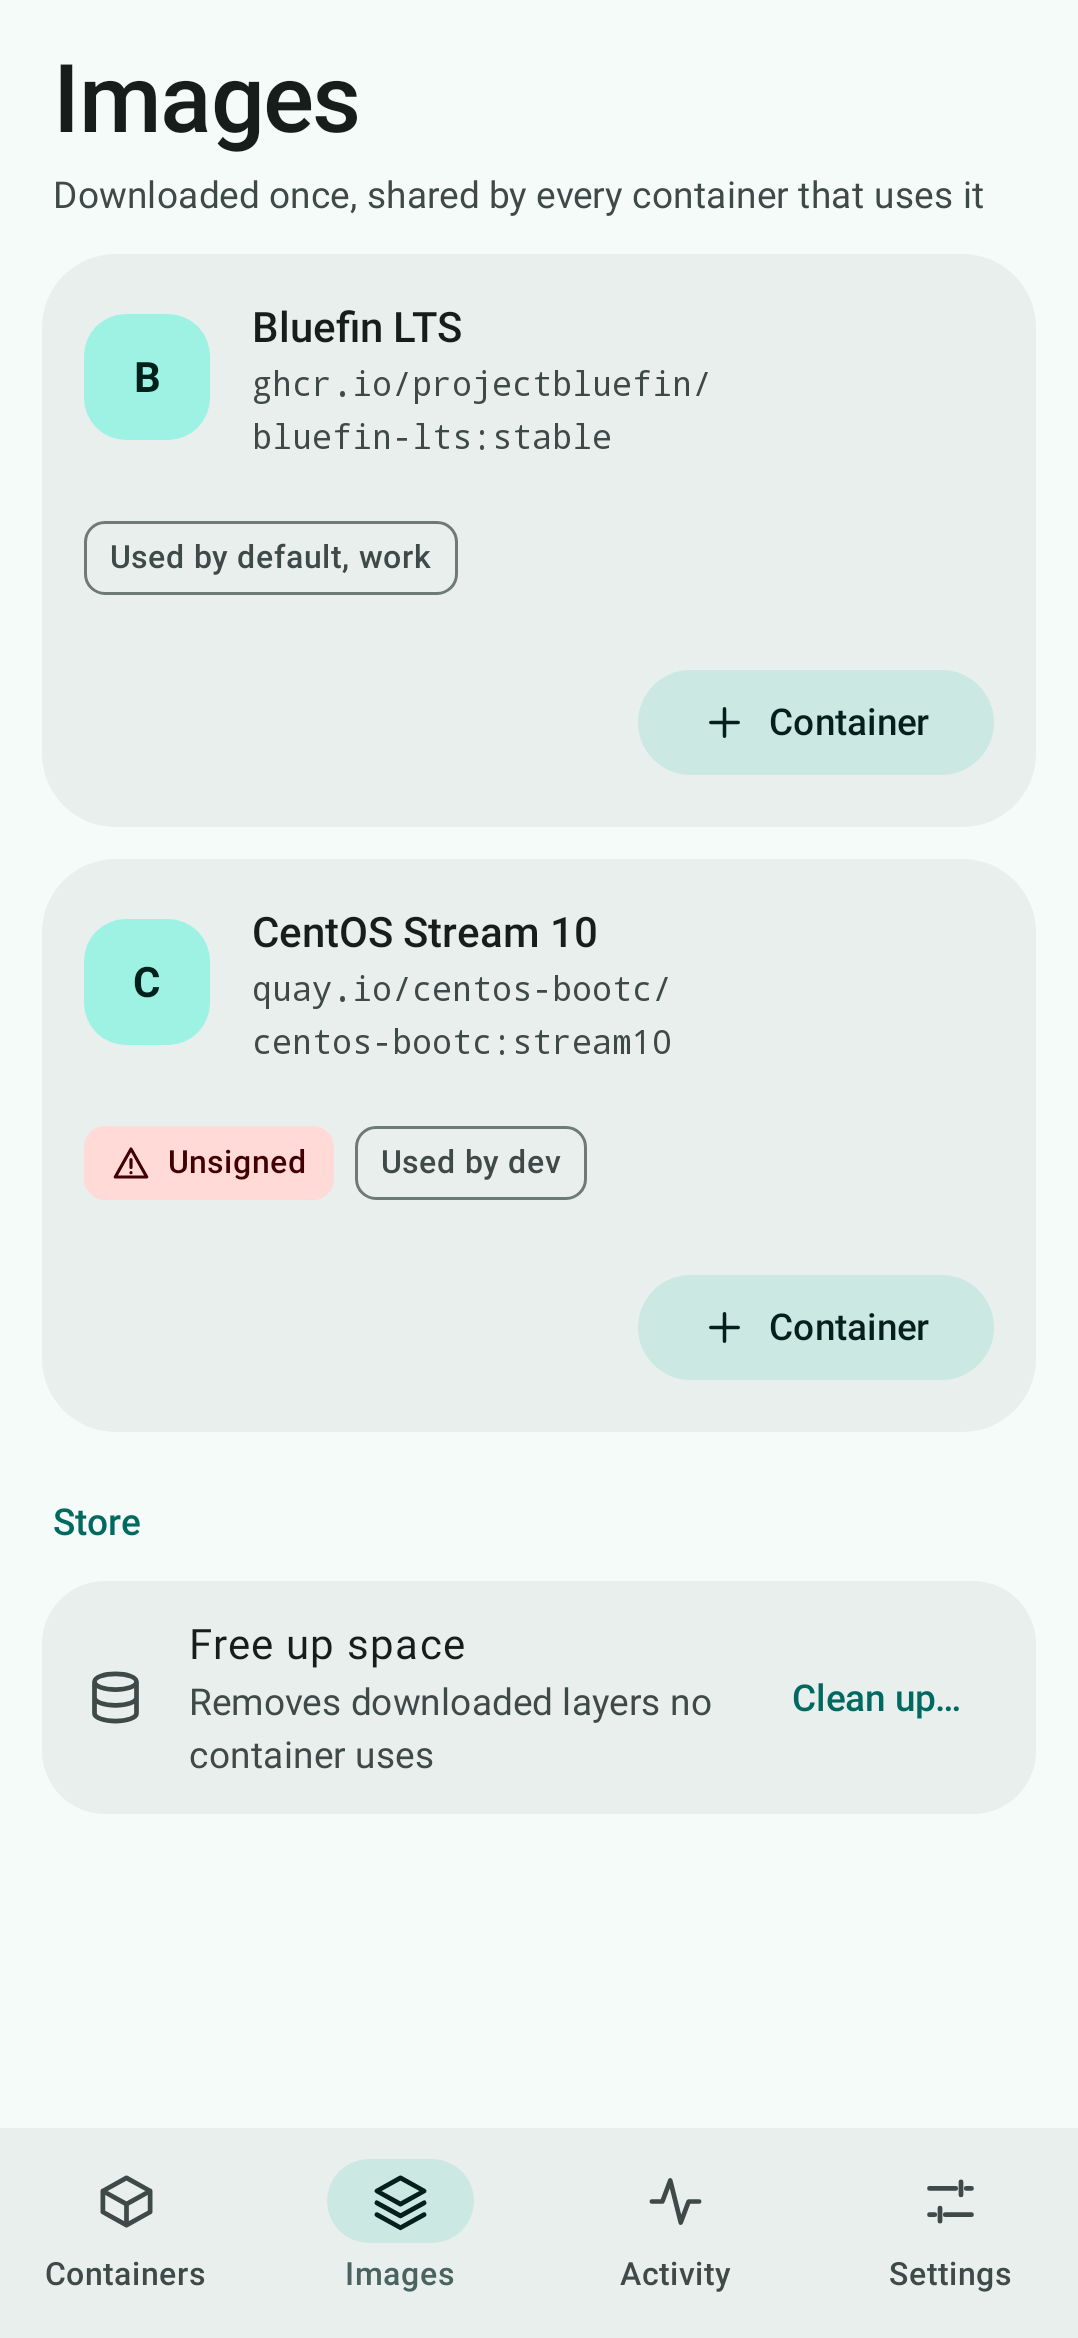 Images
Downloaded once, shared by every container that uses it
B
Bluefin LTS
ghcr.io/projectbluefin/
bluefin-lts:stable
Used by default, work
Container
C
CentOS Stream 10
quay.io/centos-bootc/
centos-bootc:stream10
Unsigned
Used by dev
Container
Store
Free up space
Removes downloaded layers no
container uses
Clean up…
Containers
Images
Activity
Settings